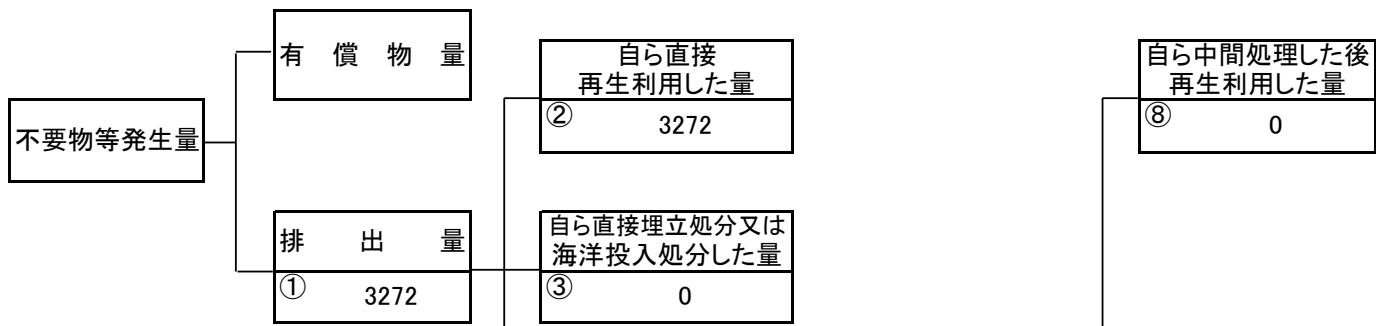 有償物量
自ら直接
再生利用した量
② 3272
自ら中間処理した後
再生利用した量
⑧ 0
不要物等発生量
排出量
① 3272
自ら直接埋立処分又は
海洋投入処分した量
③ 0